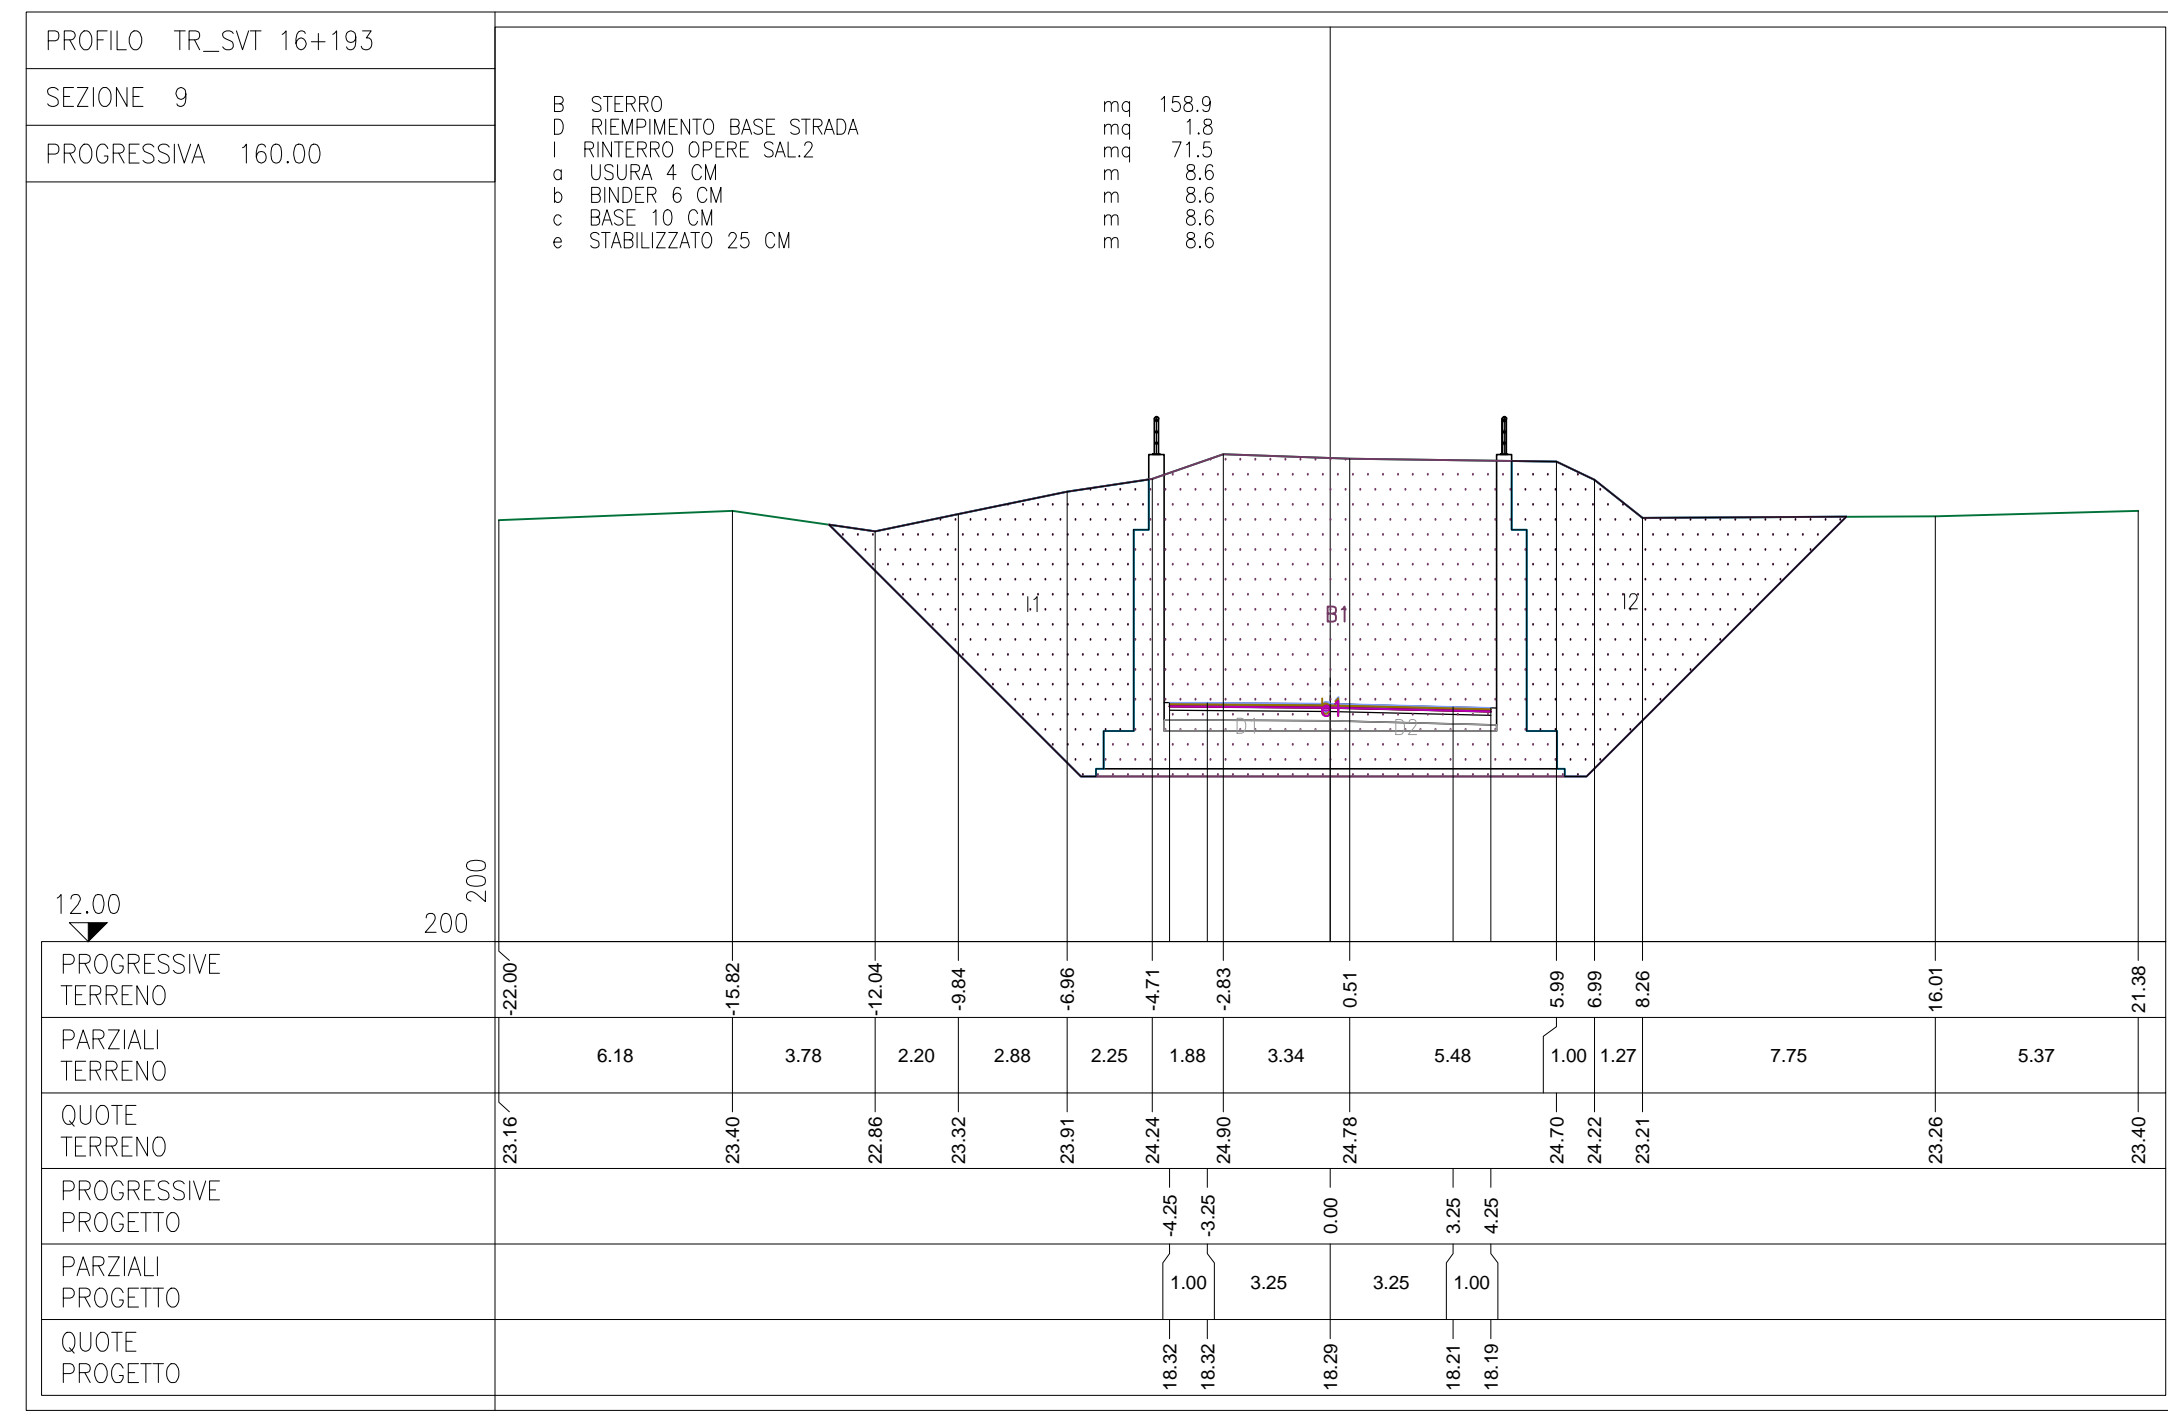 PROFILO TR_SVT 16+193
SEZIONE 9
PROGRESSIVA 160.00
B STERRO mq 158.9
D RIEMPIMENTO BASE STRADA mq 1.8
I RINTERRO OPERE SAL.2 mq 71.5
a USURA 4 CM m 8.6
b BINDER 6 CM m 8.6
c BASE 10 CM m 8.6
e STABILIZZATO 25 CM m 8.6
I1
B1
I2
e1
D1
D2
200
12.00
200
PROGRESSIVE
TERRENO
-22.00 -15.82 -12.04 -9.84 -6.96 -4.71 -2.83 0.51 5.99 6.99 8.26 16.01 21.38
PARZIALI
TERRENO
6.18 3.78 2.20 2.88 2.25 1.88 3.34 5.48 1.00 1.27 7.75 5.37
QUOTE
TERRENO
23.16 23.40 22.86 23.32 23.91 24.24 24.90 24.78 24.70 24.22 23.21 23.26 23.40
PROGRESSIVE
PROGETTO
-4.25 -3.25 0.00 3.25 4.25
PARZIALI
PROGETTO
1.00 3.25 3.25 1.00
QUOTE
PROGETTO
18.32 18.32 18.29 18.21 18.19